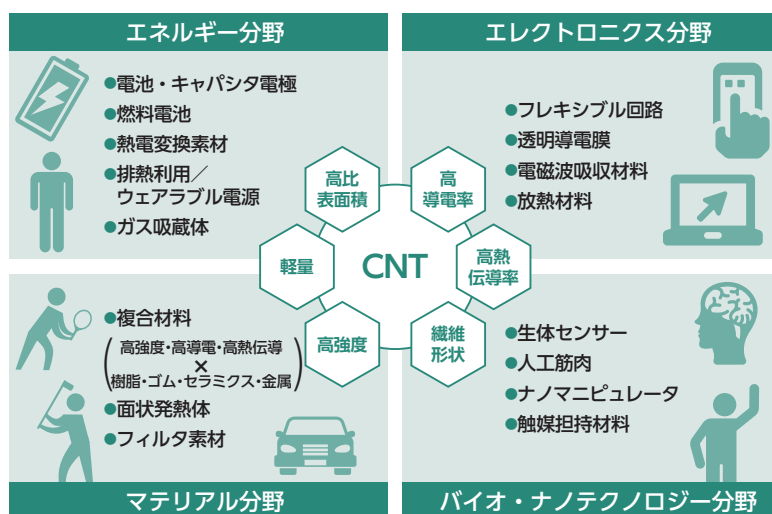 エネルギー分野
●電池・キャパシタ電極
●燃料電池
●熱電変換素材
●排熱利用／
ウェアラブル電源
●ガス吸蔵体
エレクトロニクス分野
●フレキシブル回路
●透明導電膜
●電磁波吸収材料
●放熱材料
高比
表面積
高
導電率
軽量
CNT
高熱
伝導率
高強度
繊維
形状
●複合材料
(高強度・高導電・高熱伝導
×
樹脂・ゴム・セラミクス・金属)
●面状発熱体
●フィルタ素材
マテリアル分野
●生体センサー
●人工筋肉
●ナノマニピュレータ
●触媒担持材料
バイオ・ナノテクノロジー分野